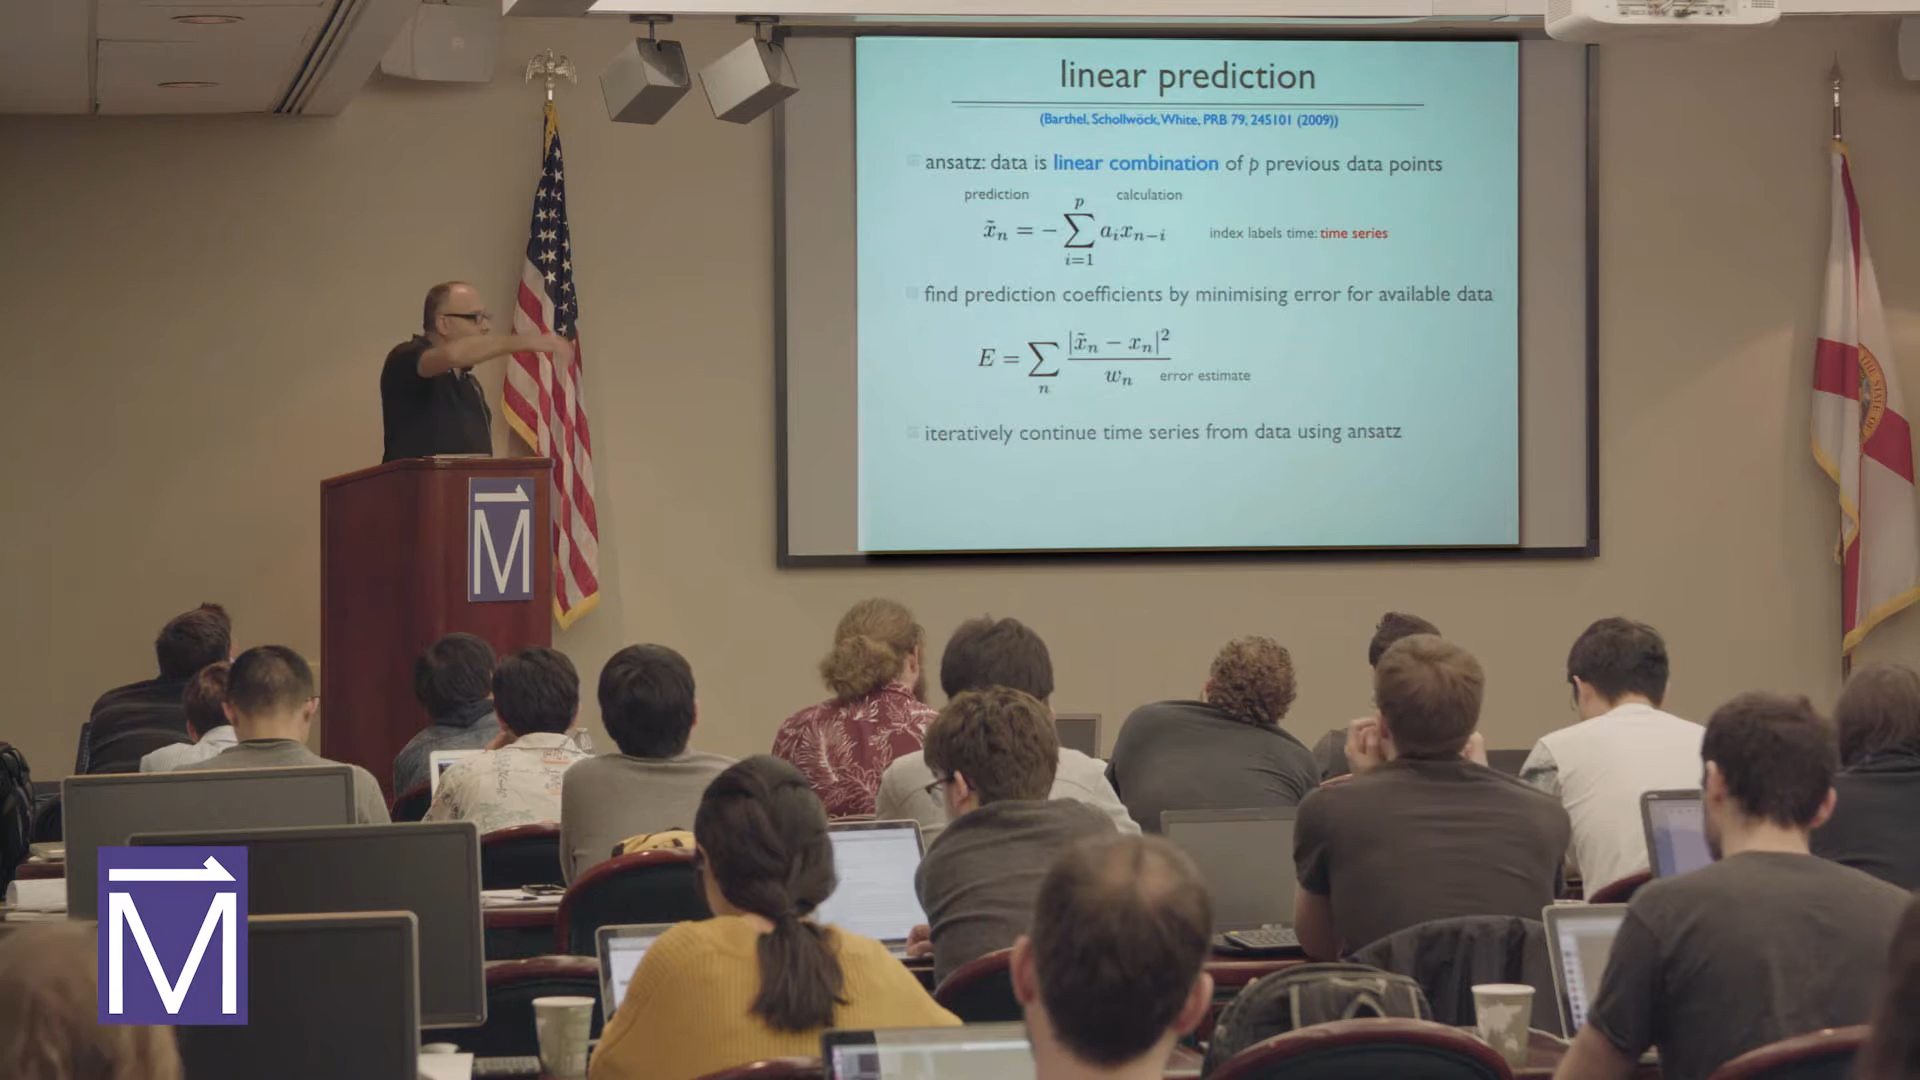 linear prediction
(Barthel, Schollwöck, White, PRB 79, 245101 (2009))
ansatz: data is linear combination of p previous data points
prediction
calculation
x̃ₙ = − ∑ᵢ₌₁ᵖ aᵢxₙ₋ᵢ
index labels time: time series
find prediction coefficients by minimising error for available data
E = ∑ₙ |x̃ₙ − xₙ|² / wₙ
error estimate
iteratively continue time series from data using ansatz
M
M